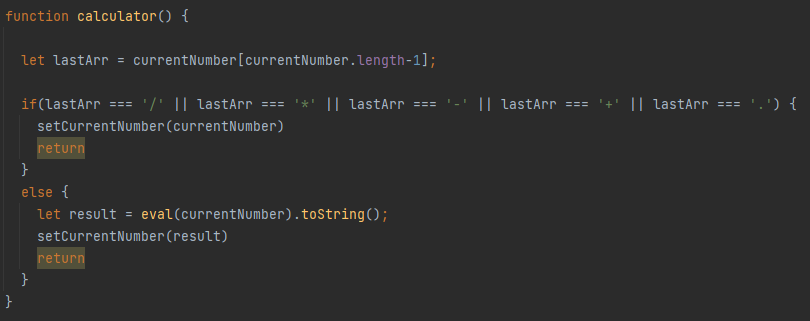 function calculator() {
let lastArr = currentNumber[currentNumber.length-1];
if(lastArr === '/' || lastArr === '*' || lastArr === '-' || lastArr === '+' || lastArr === '.') {
setCurrentNumber(currentNumber)
return
}
else {
let result = eval(currentNumber).toString();
setCurrentNumber(result)
return
}
}